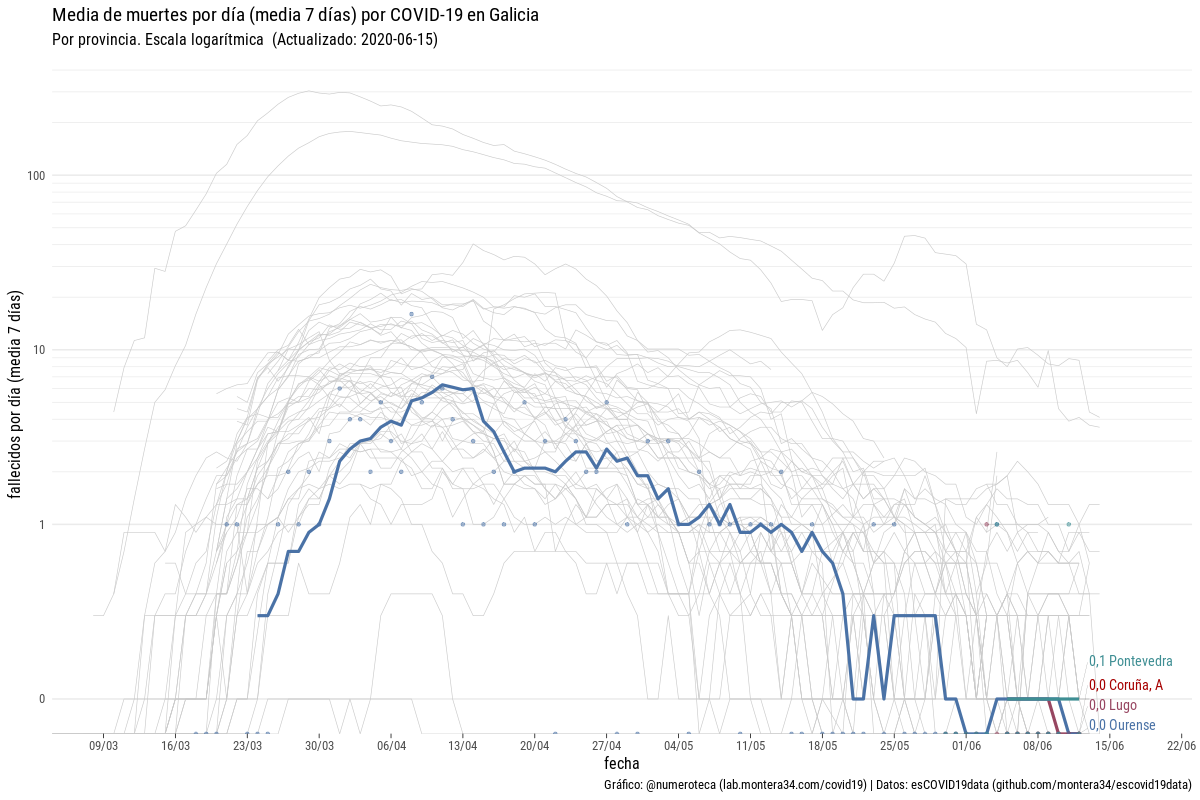 Media de muertes por día (media 7 días) por COVID-19 en Galicia
Por provincia. Escala logarítmica (Actualizado: 2020-06-15)
fallecidos por día (media 7 días)
100
10
1
0
0,1 Pontevedra
0,0 Coruña, A
0,0 Lugo
0,0 Ourense
09/03 16/03 23/03 30/03 06/04 13/04 20/04 27/04 04/05 11/05 18/05 25/05 01/06 08/06 15/06 22/06
fecha
Gráfico: @numeroteca (lab.montera34.com/covid19) | Datos: esCOVID19data (github.com/montera34/escovid19data)